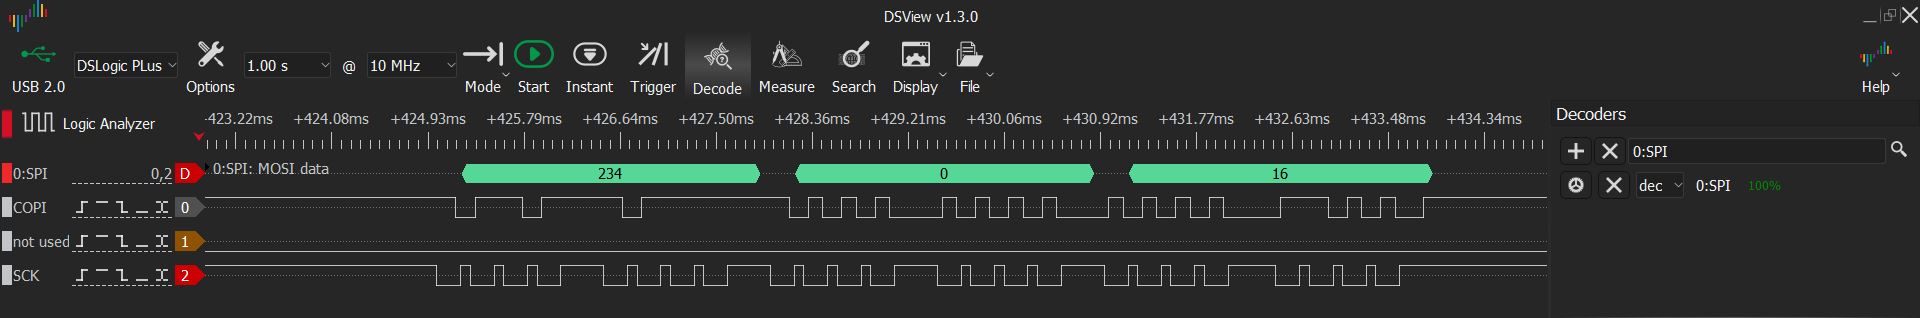 DSView v1.3.0
USB 2.0 DSLogic PLus Options 1.00 s @ 10 MHz Mode Start Instant Trigger Decode Measure Search Display File Help
Logic Analyzer +423.22ms +424.08ms +424.93ms +425.79ms +426.64ms +427.50ms +428.36ms +429.21ms +430.06ms +430.92ms +431.77ms +432.63ms +433.48ms +434.34ms
0:SPI 0,2 D 0:SPI: MOSI data 234 0 16
COPI 0
not used 1
SCK 2
Decoders
0:SPI
dec 0:SPI 100%